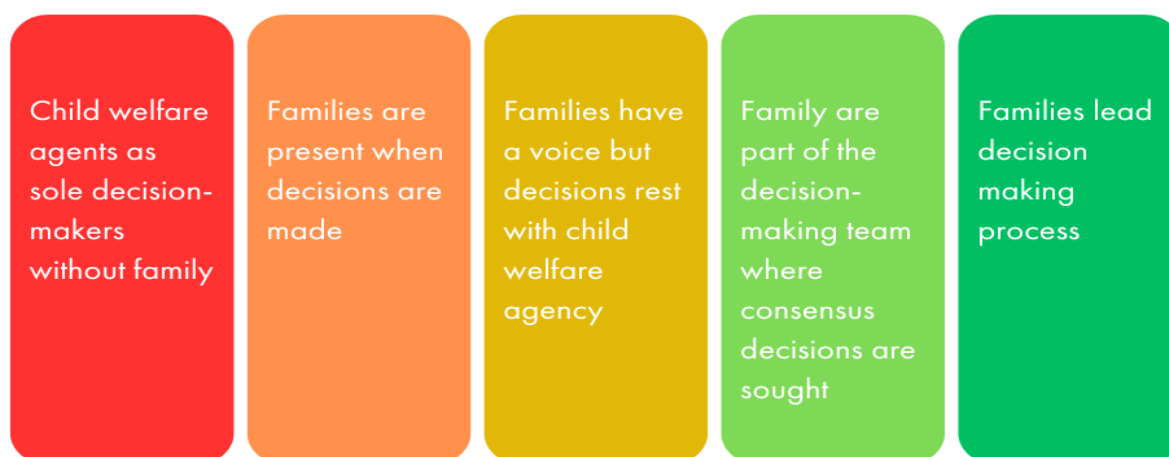 Child welfare
agents as
sole decision-
makers
without family
Families are
present when
decisions are
made
Families have
a voice but
decisions rest
with child
welfare
agency
Family are
part of the
decision-
making team
where
consensus
decisions are
sought
Families lead
decision
making
process